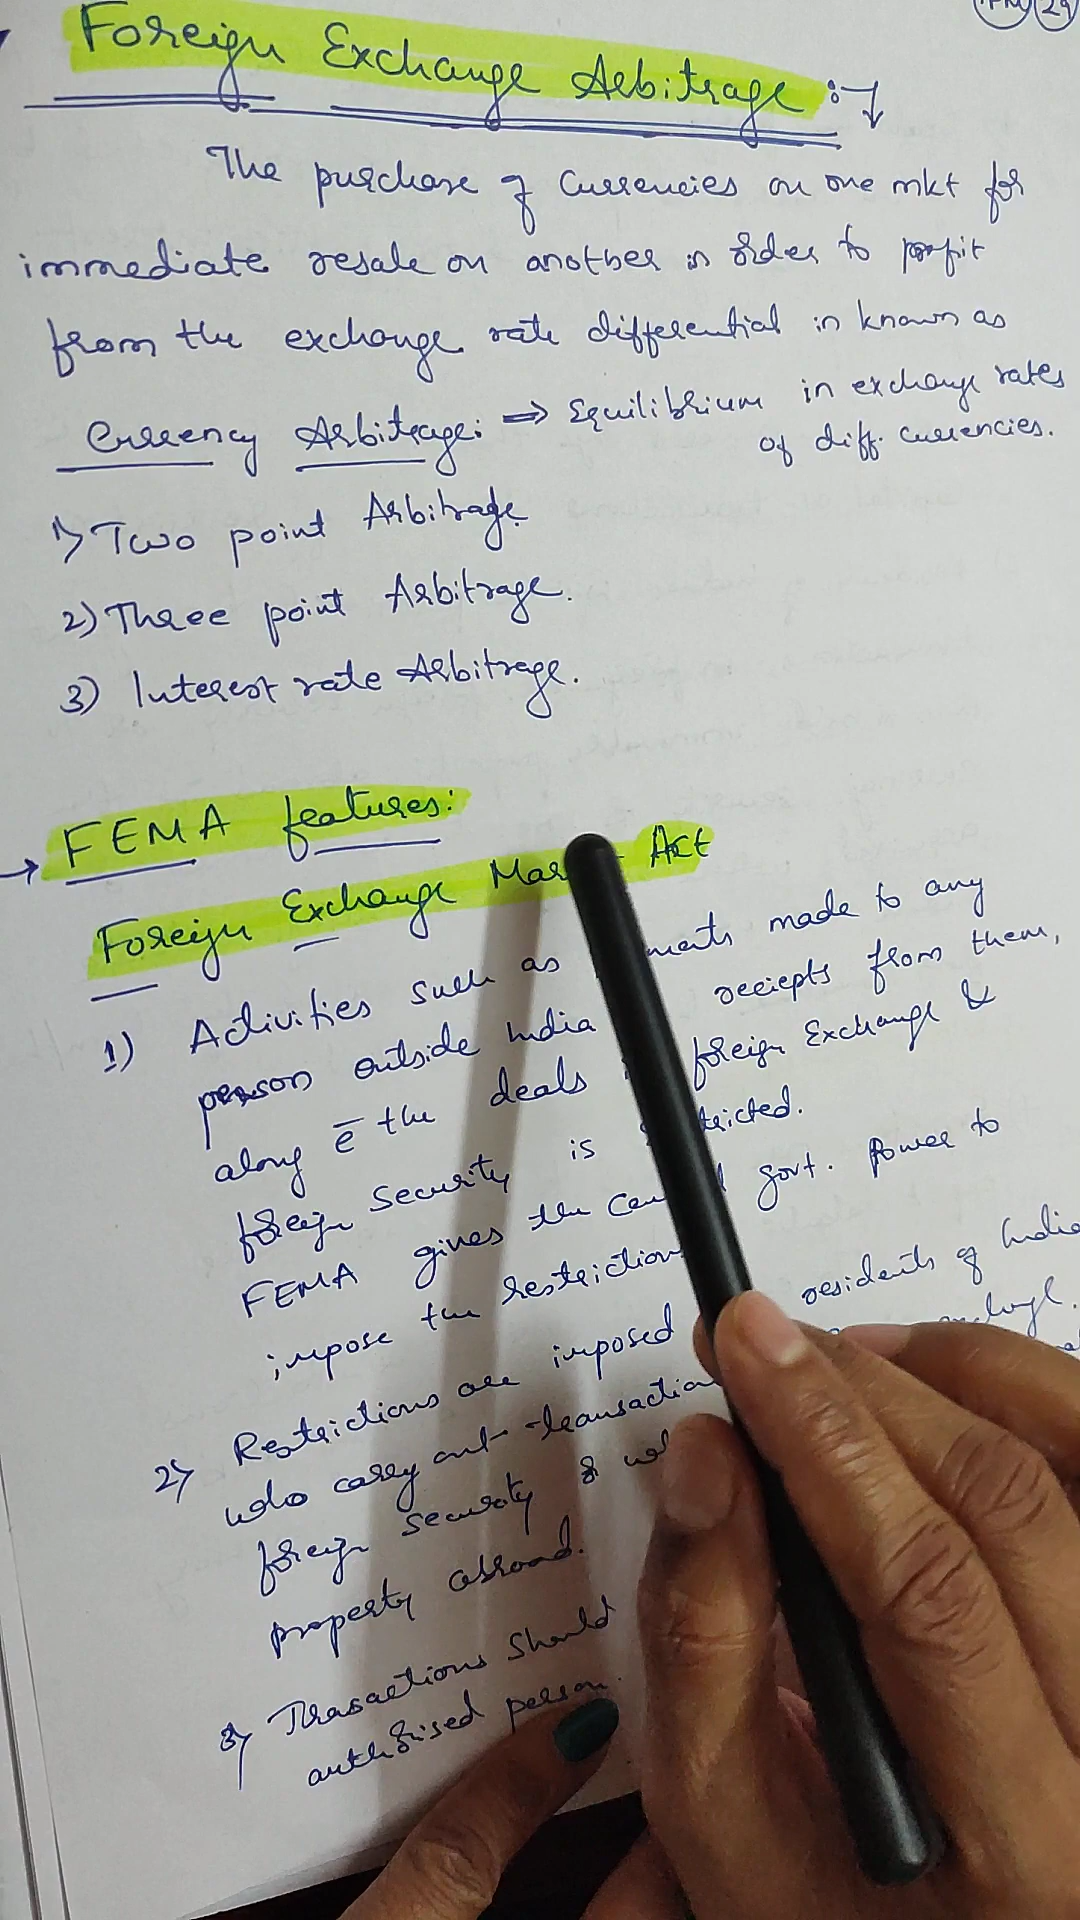 IFM 29
Foreign Exchange Arbitrage :-
The purchase of Currencies on one mkt for
immediate resale on another in order to profit
from the exchange rate differential is known as
Currency Arbitrage: ⇒ Equilibrium in exchange rates
of diff. currencies.
1) Two point Arbitrage.
2) Three point Arbitrage.
3) Interest rate Arbitrage.
→ FEMA features:
Foreign Exchange Act
1) Activities such as made to any
person outside India receipts from them,
along c̄ the deals foreign Exchange &
foreign Security is
FEMA gives the govt. Power to
impose the restrictions
2) Restrictions are imposed residents of India
who carry out transaction
foreign security &
property abroad.
3) Transactions should
authorised person.